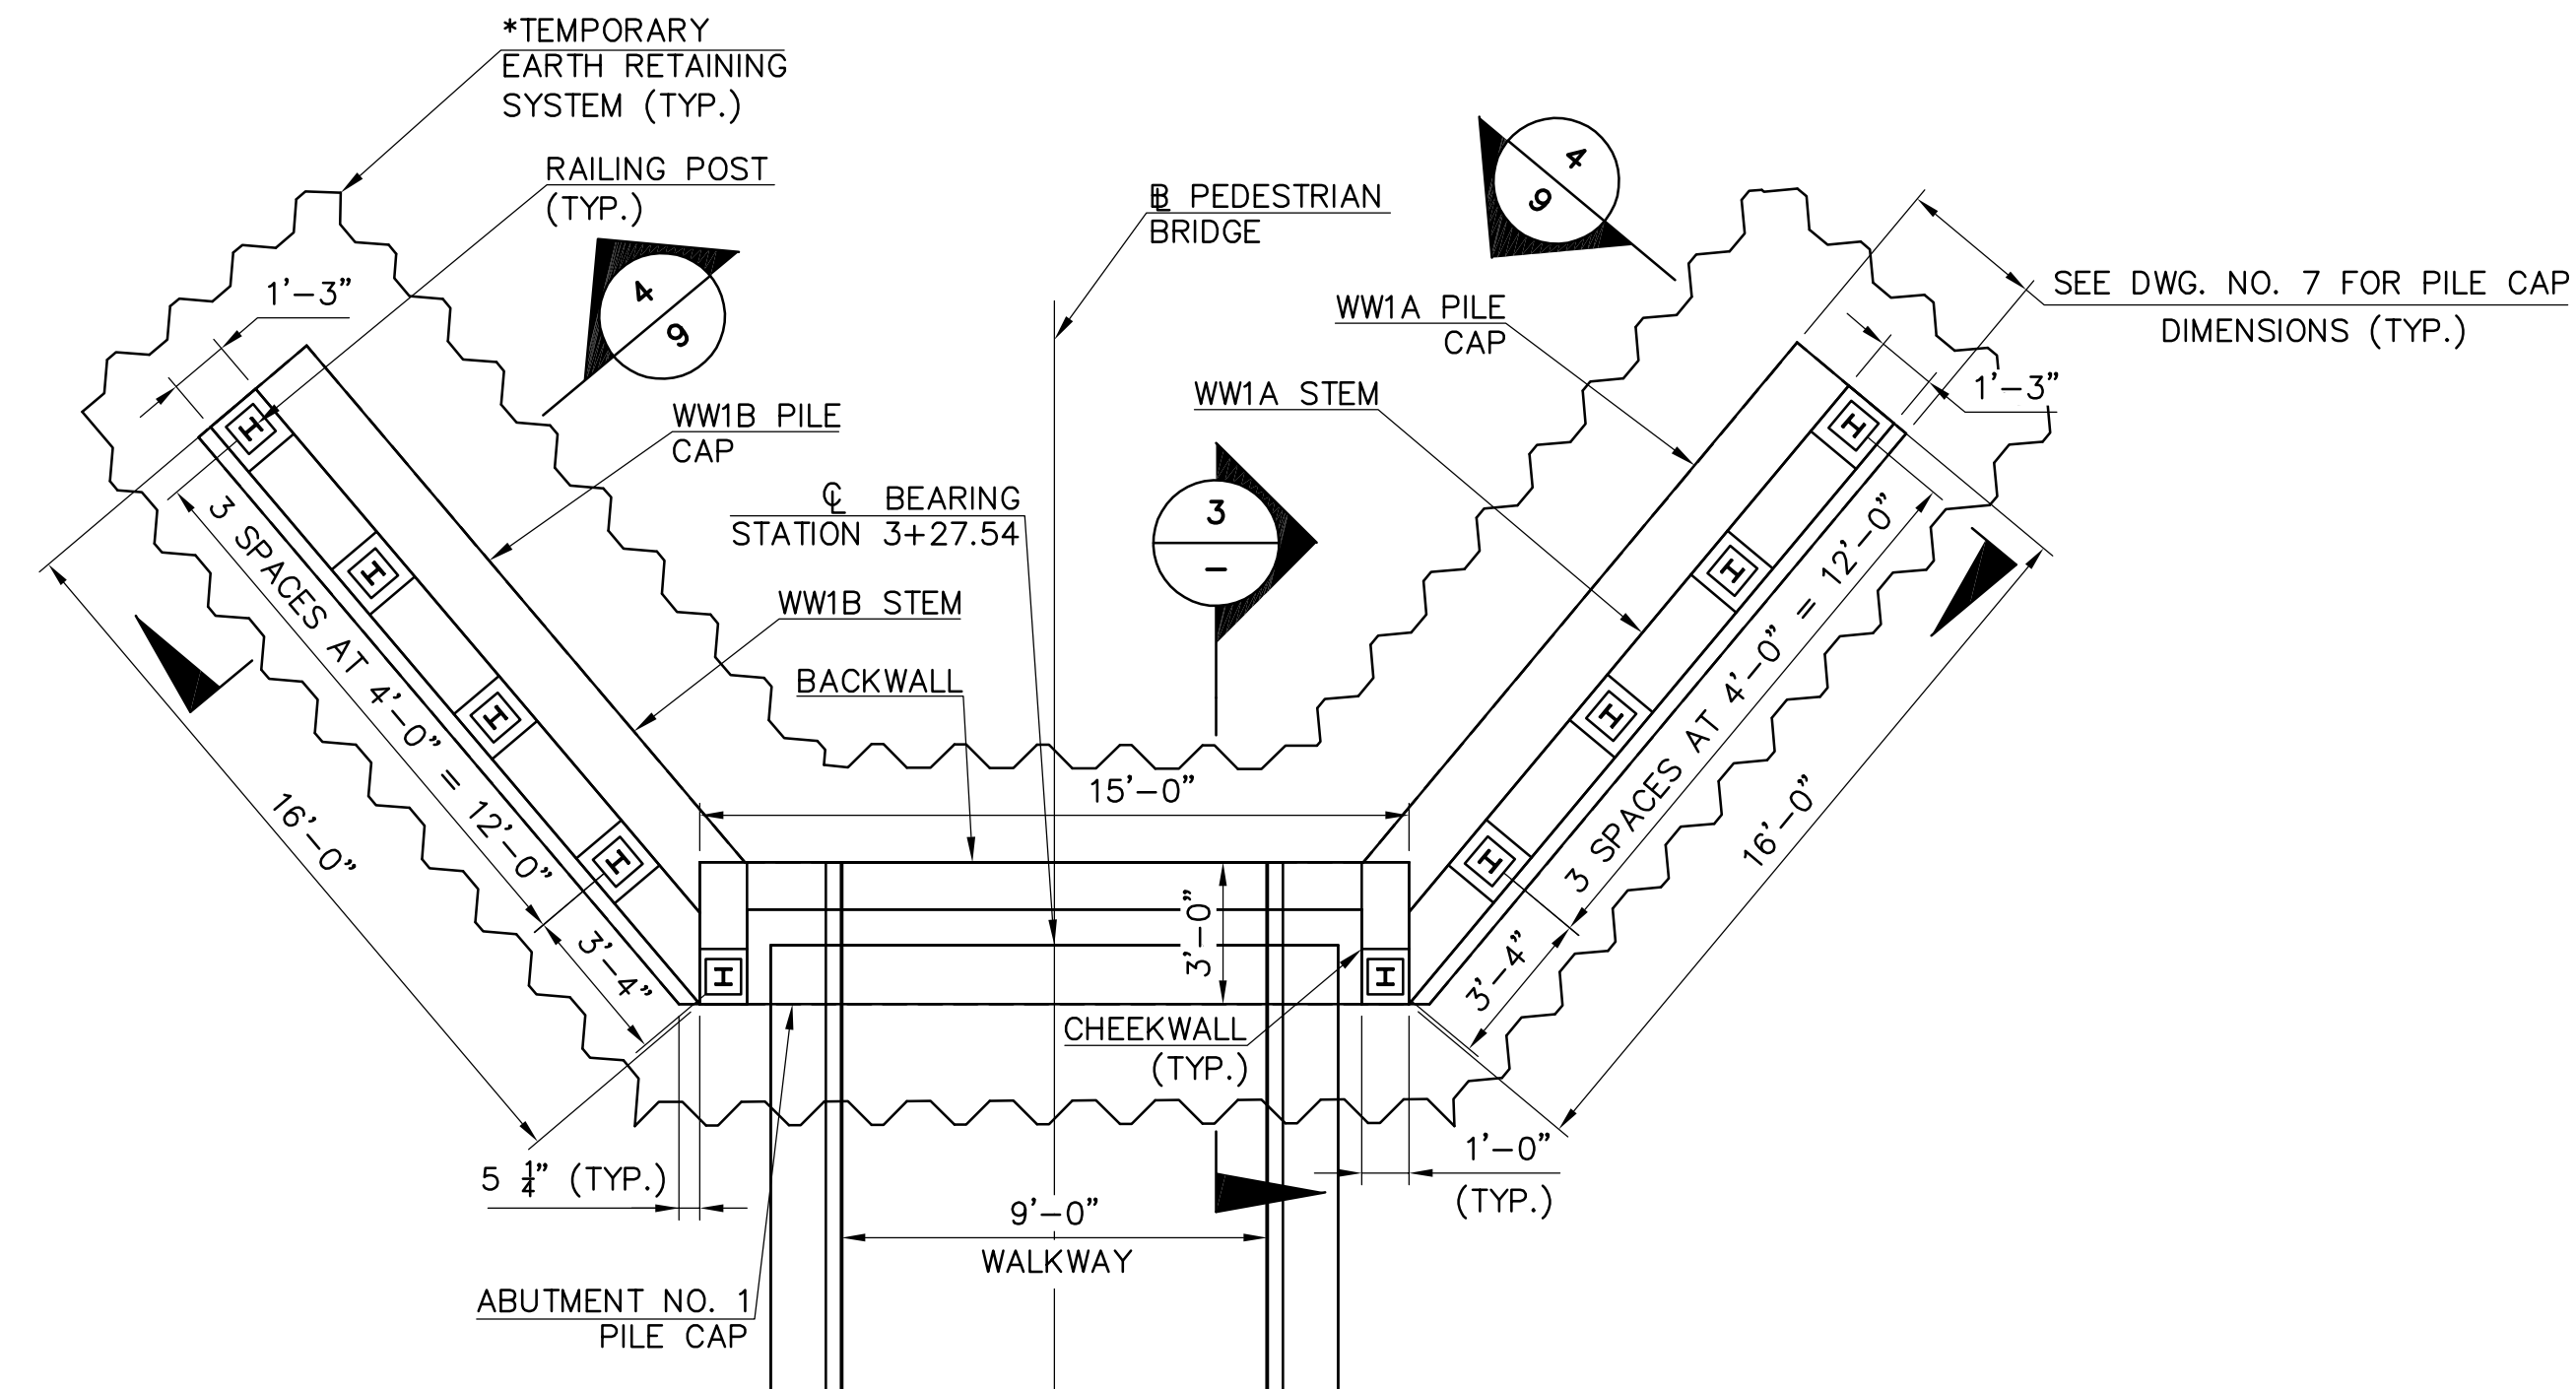 *TEMPORARY
EARTH RETAINING
SYSTEM (TYP.)
RAILING POST
(TYP.)
1'-3"
4
9
℄ BEARING
STATION 3+27.54
WW1B PILE
CAP
WW1B STEM
BACKWALL
BL PEDESTRIAN
BRIDGE
4
9
WW1A PILE
CAP
WW1A STEM
3
-
SEE DWG. NO. 7 FOR PILE CAP
DIMENSIONS (TYP.)
1'-3"
3 SPACES AT 4'-0" = 12'-0"
16'-0"
3'-4"
15'-0"
3'-0"
3 SPACES AT 4'-0" = 12'-0"
16'-0"
3'-4"
CHEEKWALL
(TYP.)
5 1/4" (TYP.)
1'-0"
(TYP.)
9'-0"
WALKWAY
ABUTMENT NO. 1
PILE CAP